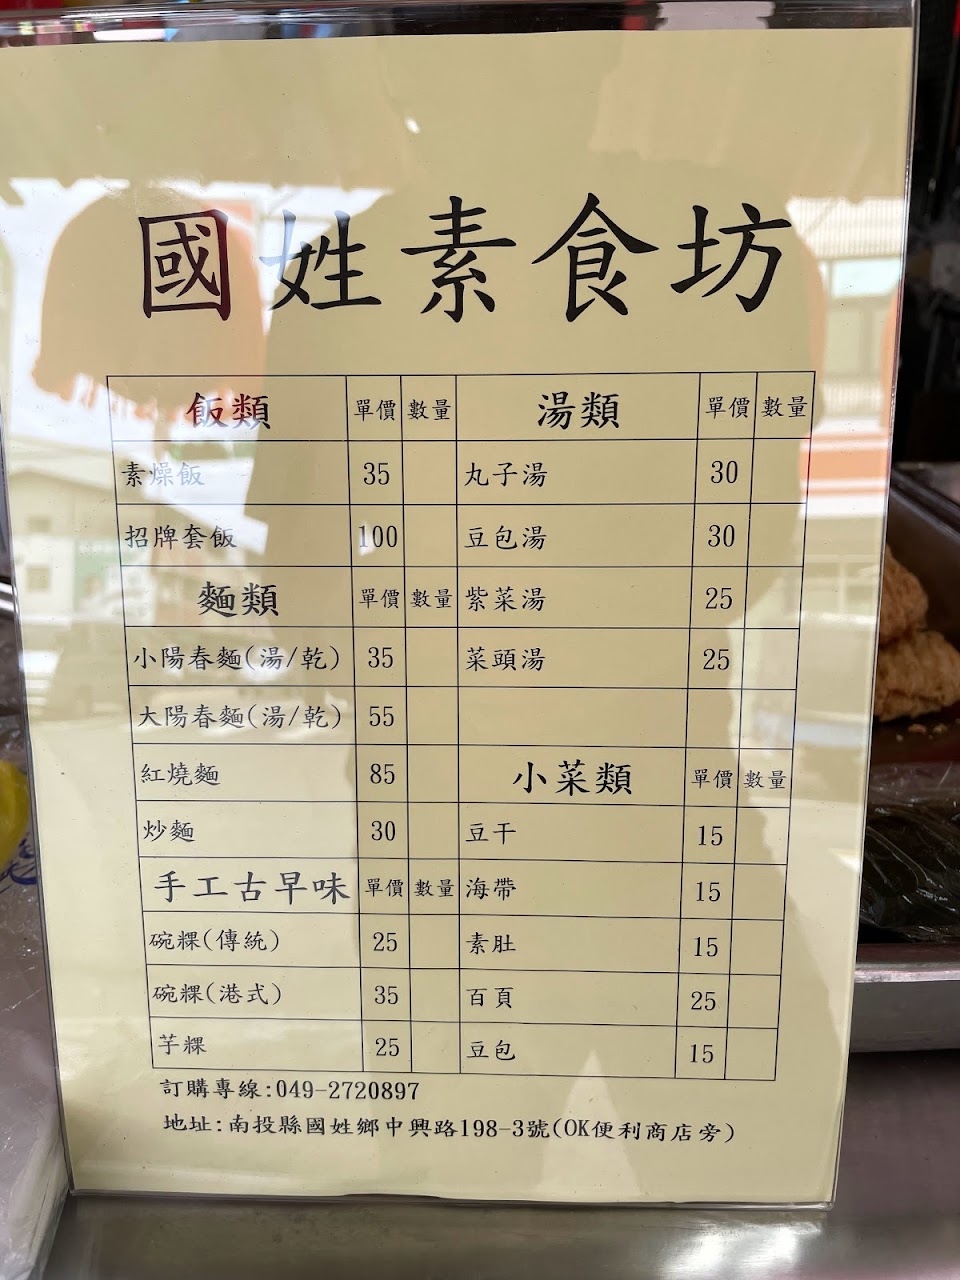 國姓素食坊
飯類 單價 數量 湯類 單價 數量
素燥飯 35 丸子湯 30
招牌套飯 100 豆包湯 30
麵類 單價 數量 紫菜湯 25
小陽春麵(湯/乾) 35 菜頭湯 25
大陽春麵(湯/乾) 55
紅燒麵 85 小菜類 單價 數量
炒麵 30 豆干 15
手工古早味 單價 數量 海帶 15
碗粿(傳統) 25 素肚 15
碗粿(港式) 35 百頁 25
芋粿 25 豆包 15
訂購專線:049-2720897
地址:南投縣國姓鄉中興路198-3號(OK便利商店旁)